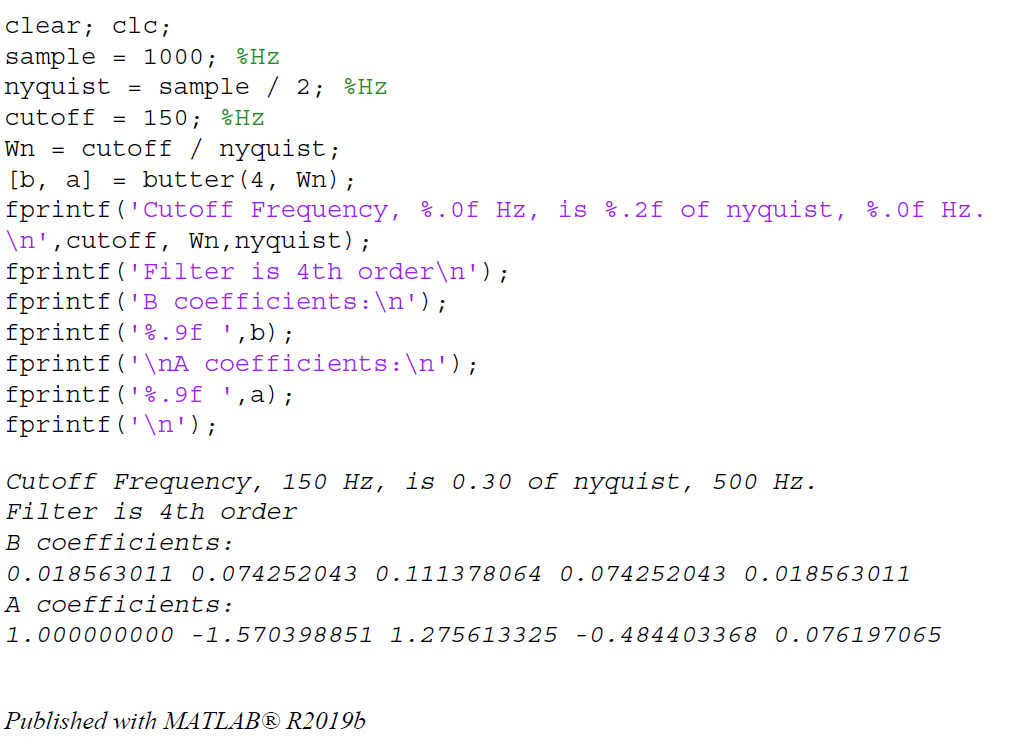 clear; clc;
sample = 1000; %Hz
nyquist = sample / 2; %Hz
cutoff = 150; %Hz
Wn = cutoff / nyquist;
[b, a] = butter(4, Wn);
fprintf('Cutoff Frequency, %.0f Hz, is %.2f of nyquist, %.0f Hz.
\n',cutoff, Wn,nyquist);
fprintf('Filter is 4th order\n');
fprintf('B coefficients:\n');
fprintf('%.9f ',b);
fprintf('\nA coefficients:\n');
fprintf('%.9f ',a);
fprintf('\n');
Cutoff Frequency, 150 Hz, is 0.30 of nyquist, 500 Hz.
Filter is 4th order
B coefficients:
0.018563011 0.074252043 0.111378064 0.074252043 0.018563011
A coefficients:
1.000000000 -1.570398851 1.275613325 -0.484403368 0.076197065
Published with MATLAB® R2019b